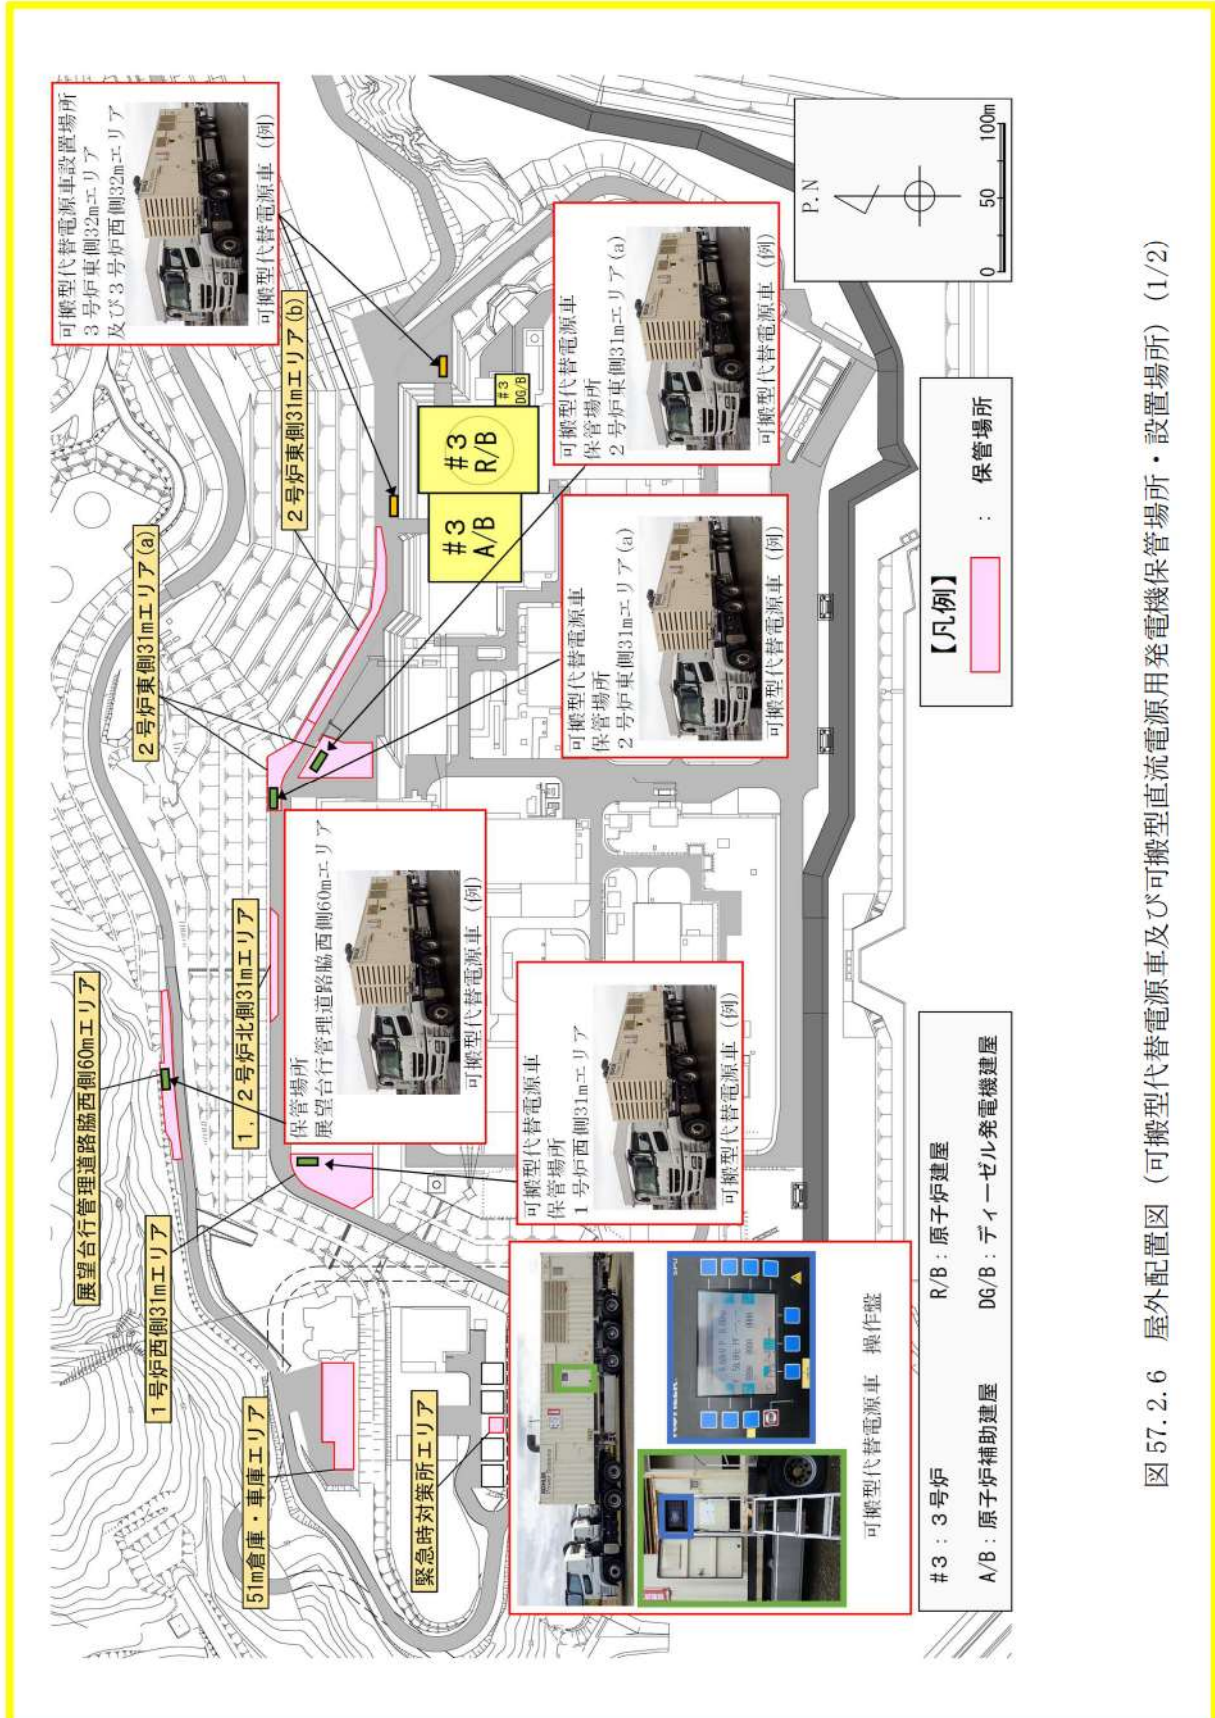 可搬型代替電源車設置場所
３号炉東側32mエリア
及び３号炉西側32mエリア
可搬型代替電源車（例）
２号炉東側31mエリア(b)
２号炉東側31mエリア(a)
展望台行管理道路脇西側60mエリア
１，２号炉北側31mエリア
１号炉西側31mエリア
51m倉庫・車庫エリア
緊急時対策所エリア
保管場所
展望台行管理道路脇西側60mエリア
可搬型代替電源車（例）
可搬型代替電源車
保管場所
１号炉西側31mエリア
可搬型代替電源車（例）
可搬型代替電源車
保管場所
２号炉東側31mエリア(a)
可搬型代替電源車（例）
可搬型代替電源車
保管場所
２号炉東側31mエリア(a)
可搬型代替電源車（例）
#3
A/B
#3
R/B
#3
DG/B
可搬型代替電源車　操作盤
P.N
0 50 100m
【凡例】
： 保管場所
#３：３号炉
R/B：原子炉建屋
A/B：原子炉補助建屋
DG/B：ディーゼル発電機建屋
図 57.2.6　屋外配置図（可搬型代替電源車及び可搬型直流電源用発電機保管場所・設置場所）（1/2）